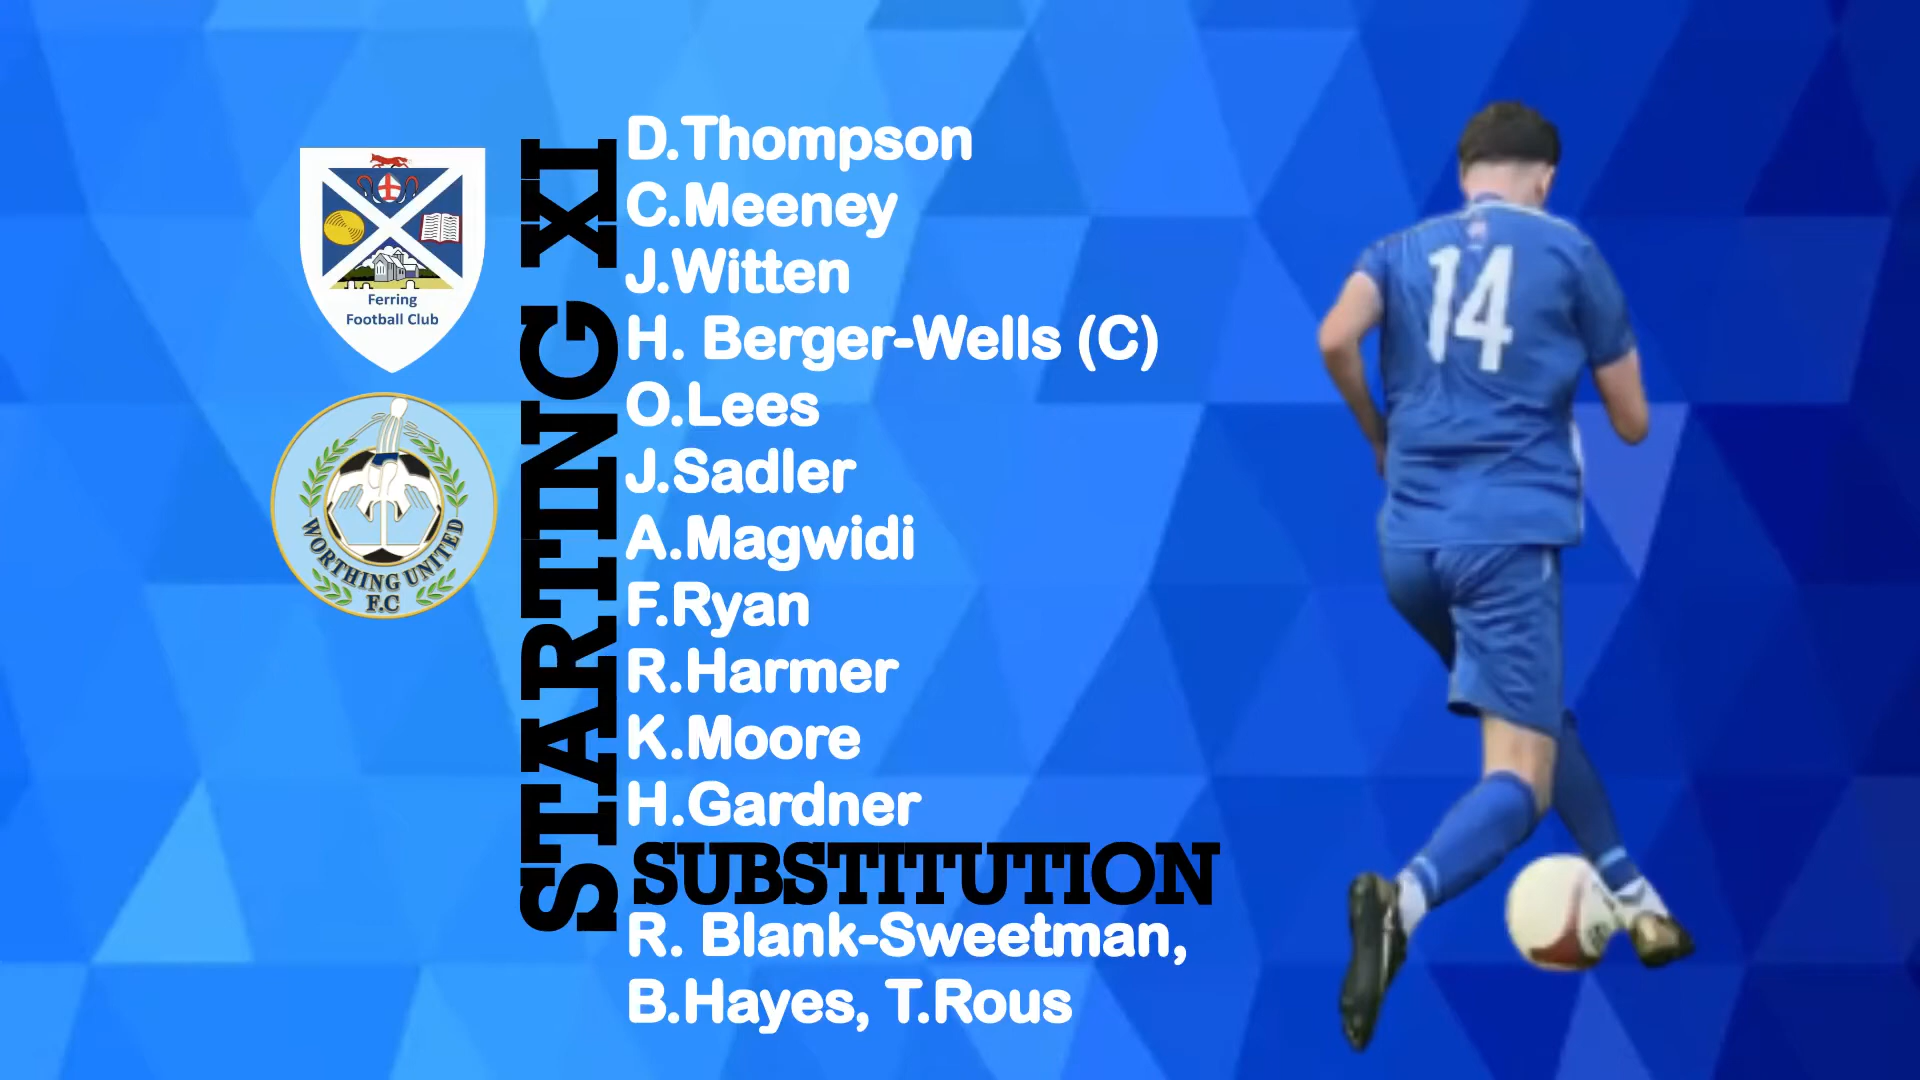 Ferring
Football Club
WORTHING UNITED
F.C
STARTING XI
D.Thompson
C.Meeney
J.Witten
H. Berger-Wells (C)
O.Lees
J.Sadler
A.Magwidi
F.Ryan
R.Harmer
K.Moore
H.Gardner
SUBSTITUTION
R. Blank-Sweetman,
B.Hayes, T.Rous
14